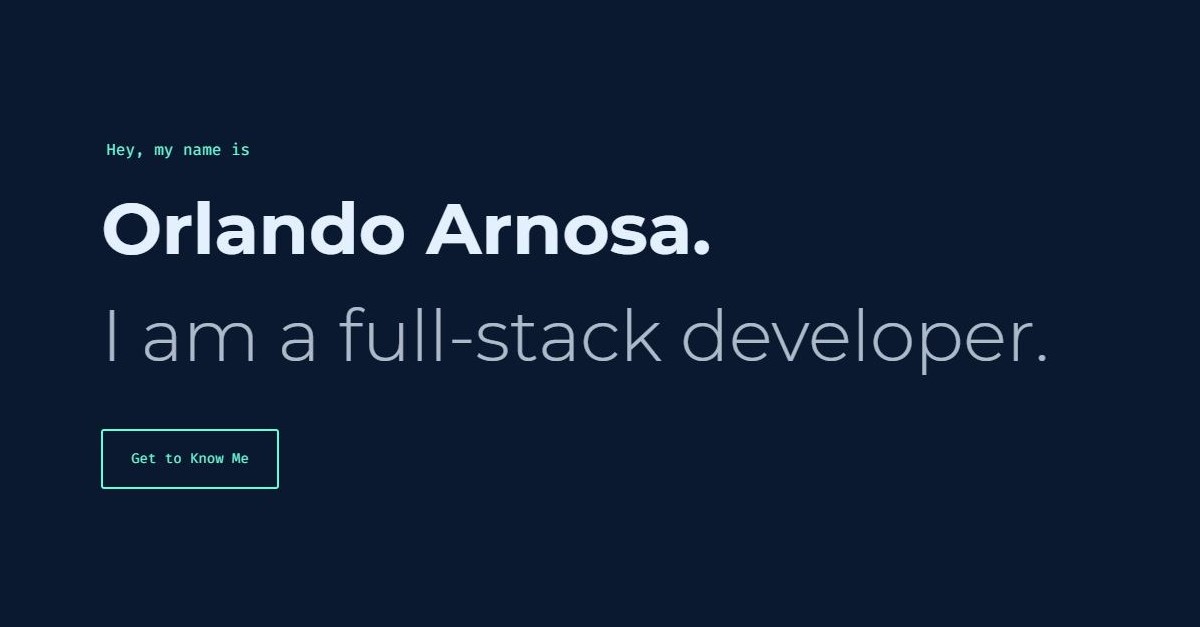 Hey, my name is
Orlando Arnosa.
I am a full-stack developer.
Get to Know Me